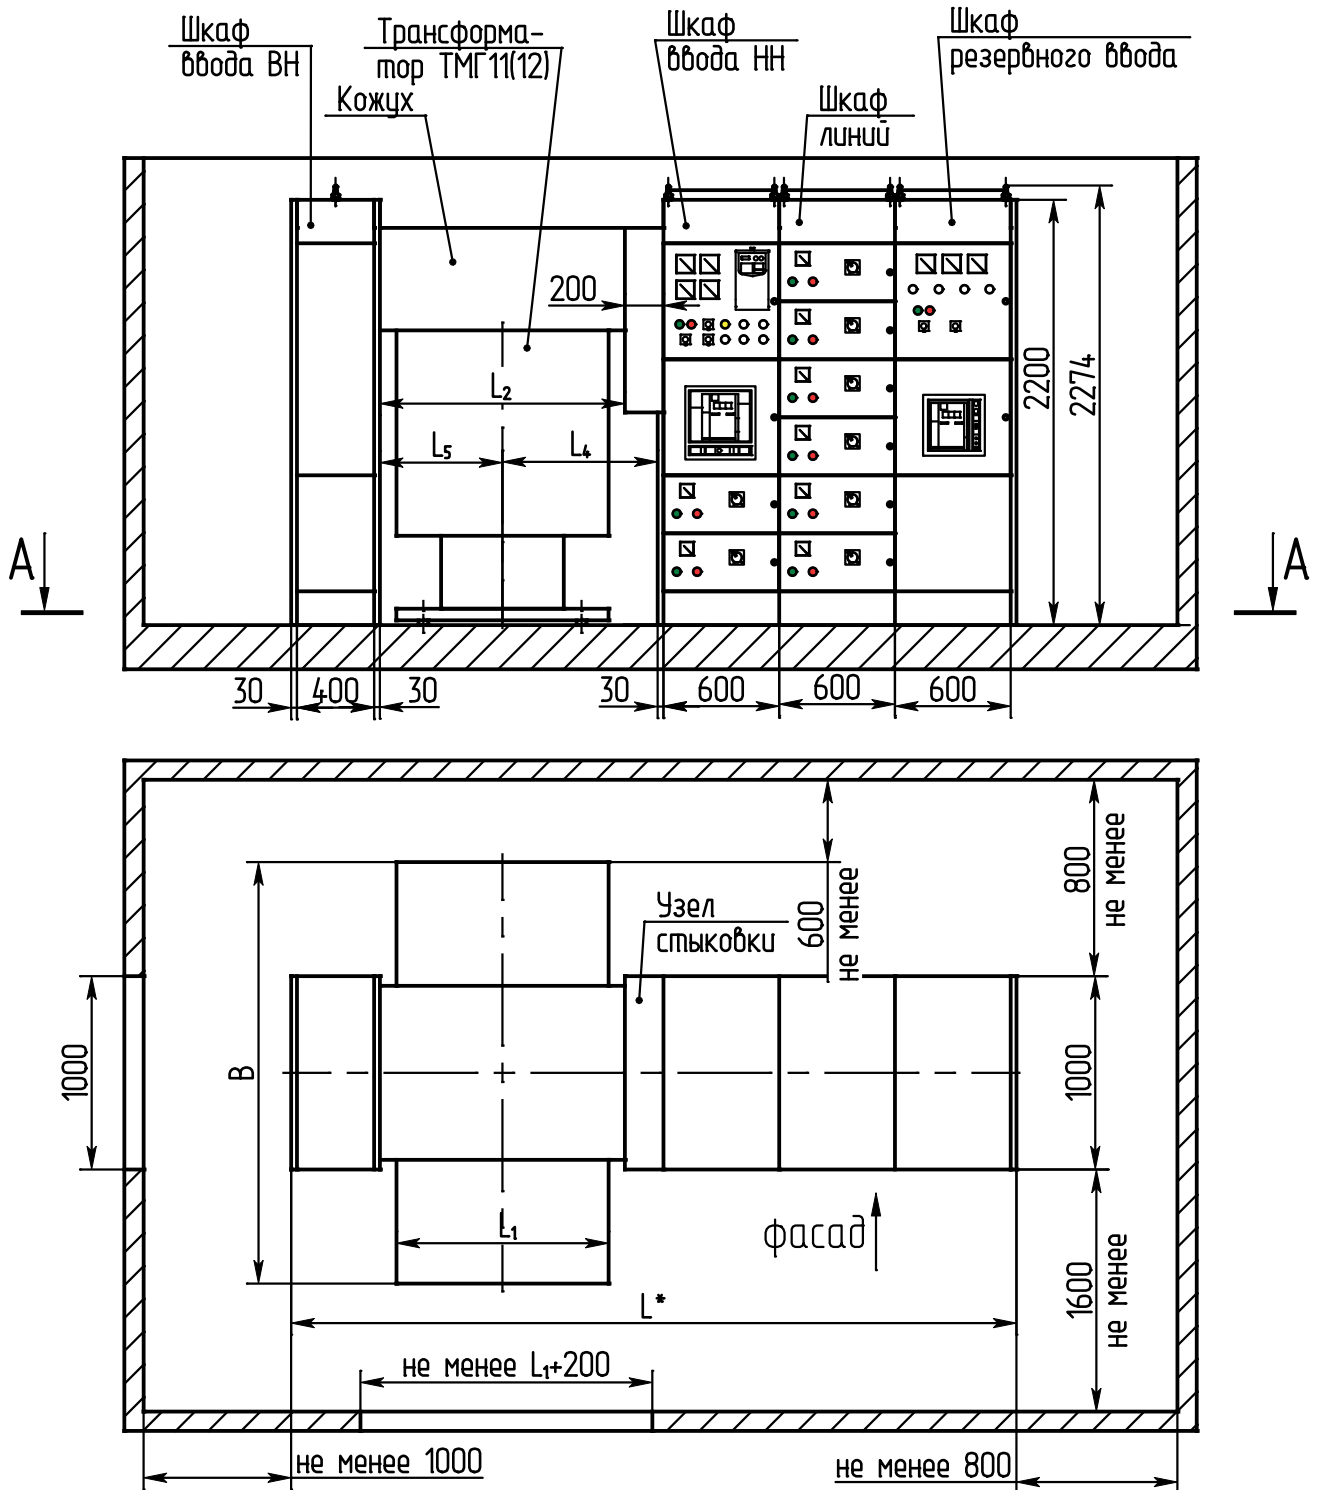 Шкаф
ввода ВН
Трансформа-
тор ТМГ11(12)
Кожух
Шкаф
ввода НН
Шкаф
линий
Шкаф
резервного ввода
200
L2
L5
L4
2200
2274
А
А
30
400
30
30
600
600
600
Узел
стыковки
600
не менее
800
не менее
1000
В
1000
L1
фасад
1600
не менее
L*
не менее L1+200
не менее 1000
не менее 800